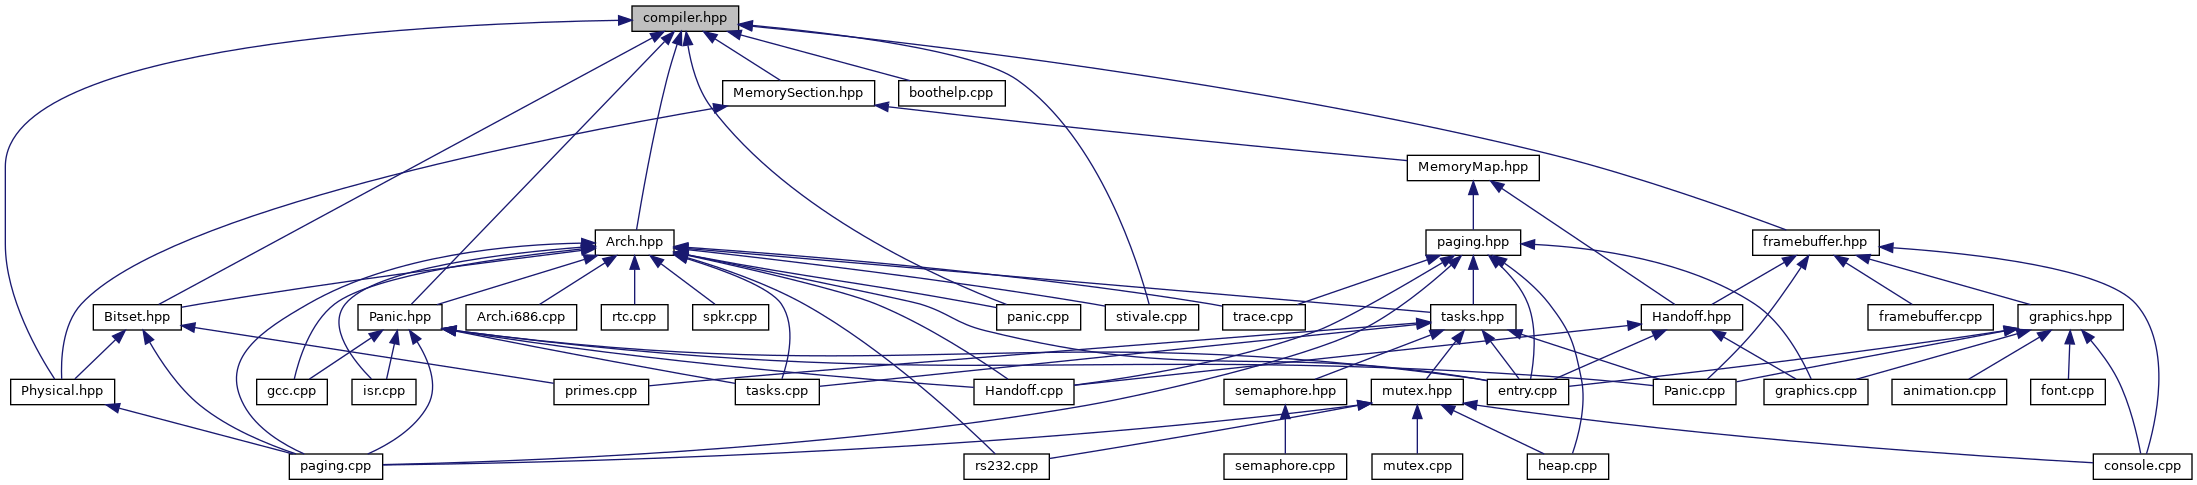 compiler.hpp
MemorySection.hpp
boothelp.cpp
MemoryMap.hpp
Arch.hpp
paging.hpp
framebuffer.hpp
Bitset.hpp
Panic.hpp
Arch.i686.cpp
rtc.cpp
spkr.cpp
panic.cpp
stivale.cpp
trace.cpp
tasks.hpp
Handoff.hpp
framebuffer.cpp
graphics.hpp
Physical.hpp
gcc.cpp
isr.cpp
primes.cpp
tasks.cpp
Handoff.cpp
semaphore.hpp
mutex.hpp
entry.cpp
Panic.cpp
graphics.cpp
animation.cpp
font.cpp
paging.cpp
rs232.cpp
semaphore.cpp
mutex.cpp
heap.cpp
console.cpp